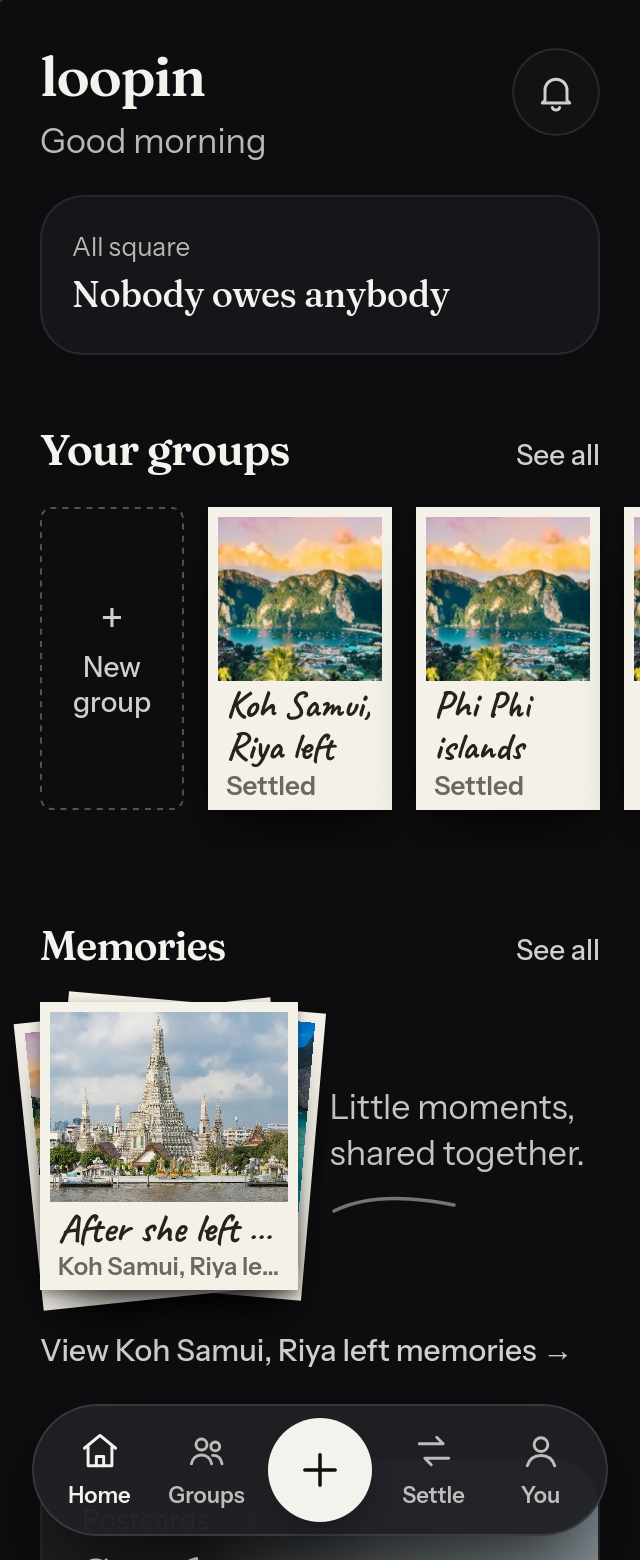 loopin
Good morning
All square
Nobody owes anybody
Your groups
See all
+
New
group
Koh Samui,
Riya left
Settled
Phi Phi
islands
Settled
Memories
See all
Little moments,
shared together.
After she left ...
Koh Samui, Riya le...
View Koh Samui, Riya left memories →
Home
Groups
Settle
You
Postcards